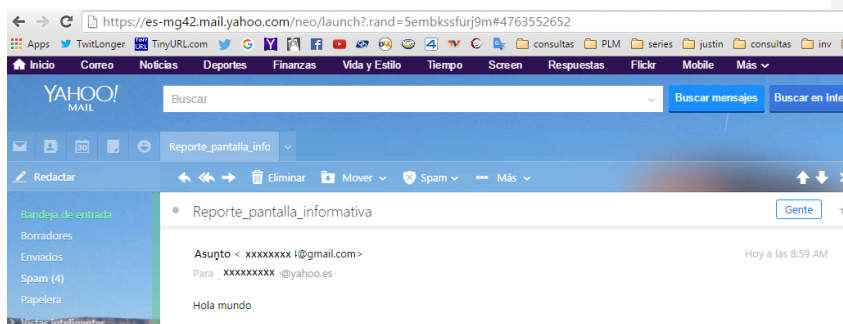 https://es-mg42.mail.yahoo.com/neo/launch?.rand=5embkssfurj9m#4763552652
Apps TwitLonger TinyURL.com consultas PLM series justin consultas inv
Inicio Correo Noticias Deportes Finanzas Vida y Estilo Tiempo Screen Respuestas Flickr Mobile Más
YAHOO!
MAIL
Buscar Buscar mensajes Buscar en Inte
30 Reporte_pantalla_info
Redactar Eliminar Mover Spam Más
Bandeja de entrada Reporte_pantalla_informativa Gente
Borradores
Enviados Asunto < xxxxxxxx @gmail.com> Hoy a las 8:59 AM
Spam (4) Para xxxxxxxxx @yahoo.es
Papelera Hola mundo
Vistas inteligentes